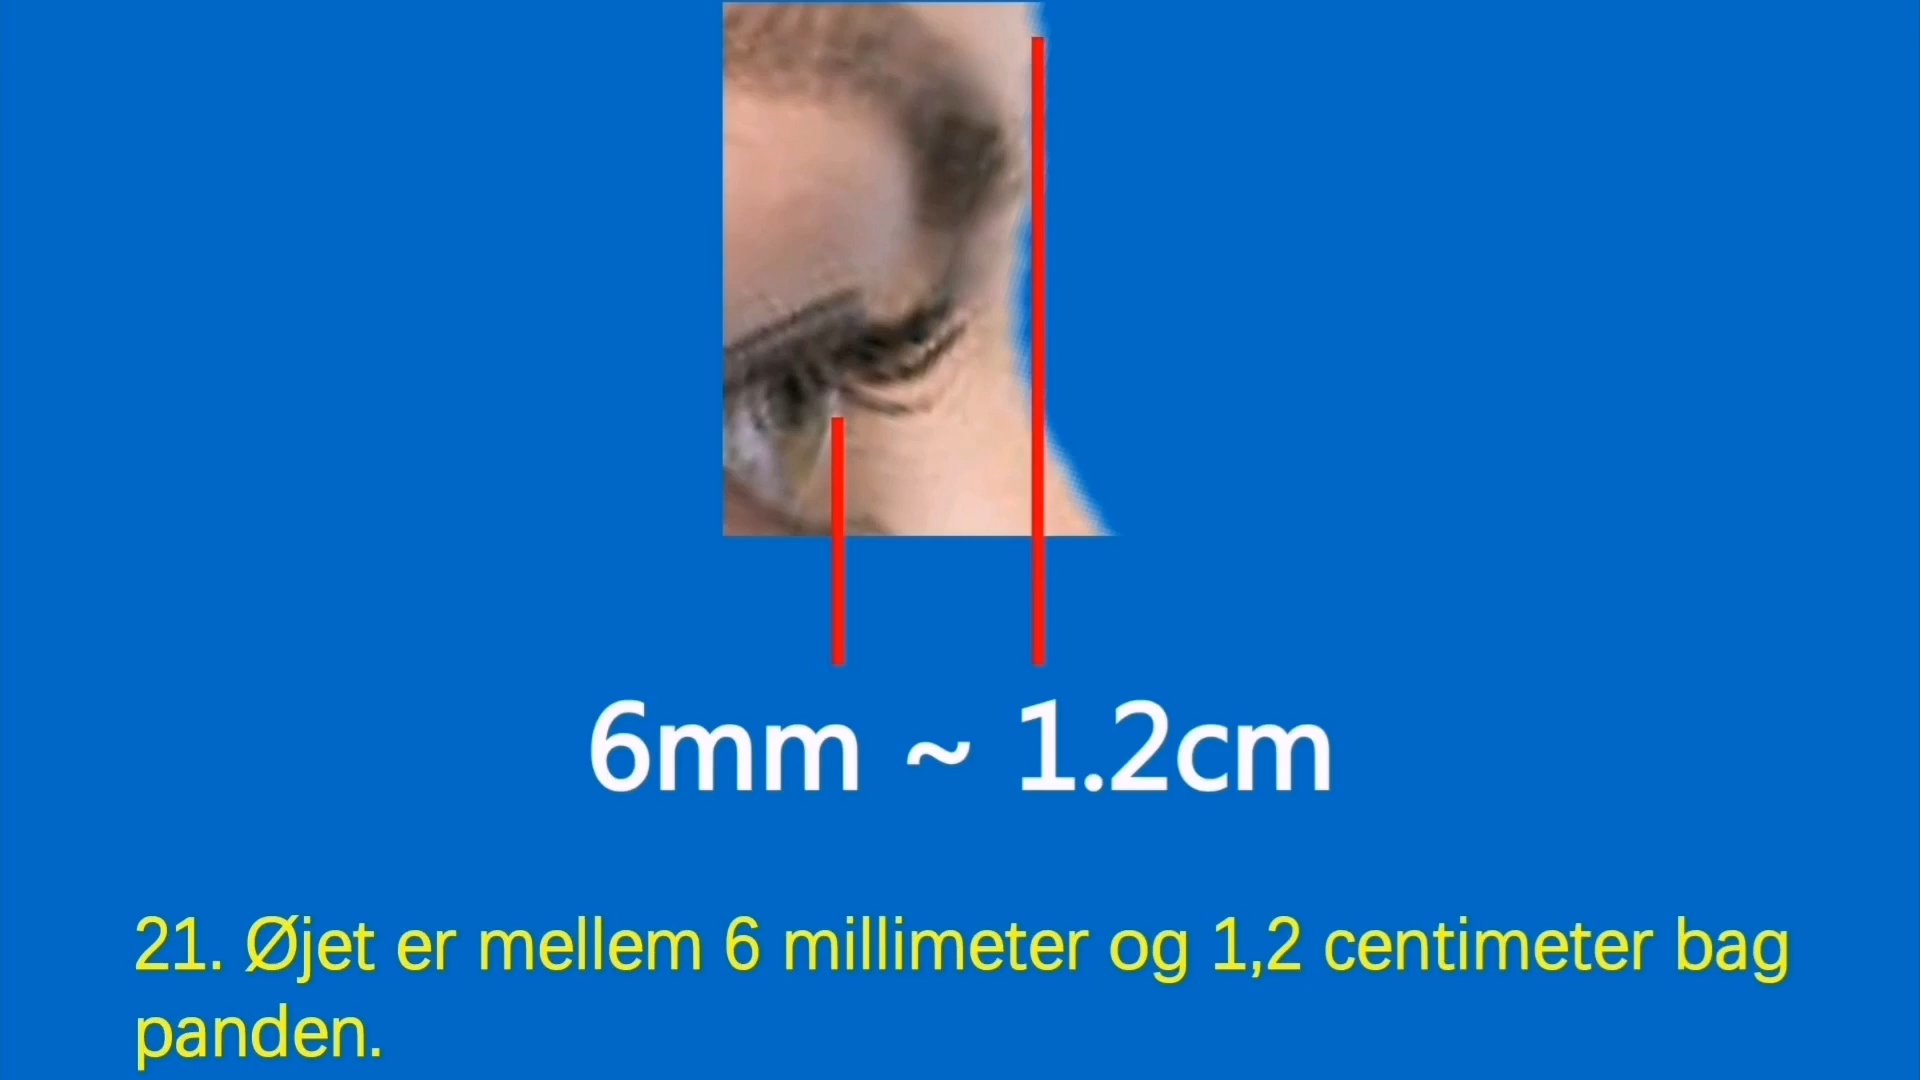 6mm ~ 1.2cm
21. Øjet er mellem 6 millimeter og 1,2 centimeter bag
panden.